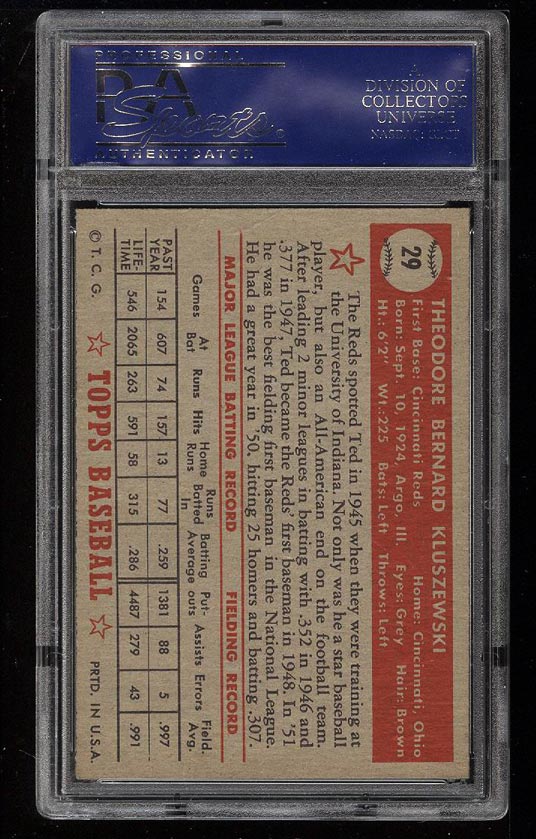 PROFESSIONAL
PSA
Sports
AUTHENTICATOR
A
DIVISION OF
COLLECTORS
UNIVERSE
NASDAQ: CLCT
29
THEODORE BERNARD KLUSZEWSKI
First Base: Cincinnati Reds Home: Cincinnati, Ohio
Born: Sept. 10, 1924, Argo, Ill. Eyes: Grey Hair: Brown
Ht.: 6'2" Wt.: 225 Bats: Left Throws: Left
The Reds spotted Ted in 1945 when they were training at
the University of Indiana. Not only was he a star baseball
player, but also an All-American end on the football team.
After leading 2 minor leagues in batting with .352 in 1946 and
.377 in 1947, Ted became the Reds' first baseman in 1948. In '51
he was the best fielding first baseman in the National League.
He had a great year in '50, hitting 25 homers and batting .307.
MAJOR LEAGUE BATTING RECORD FIELDING RECORD
Games At Bat Runs Hits Home Runs Runs Batted In Batting Average Put-outs Assists Errors Field. Avg.
PAST YEAR 154 607 74 157 13 77 .259 1381 88 5 .997
LIFE-TIME 546 2065 263 591 58 315 .286 4487 279 43 .991
© T. C. G. TOPPS BASEBALL PRTD. IN U.S.A.